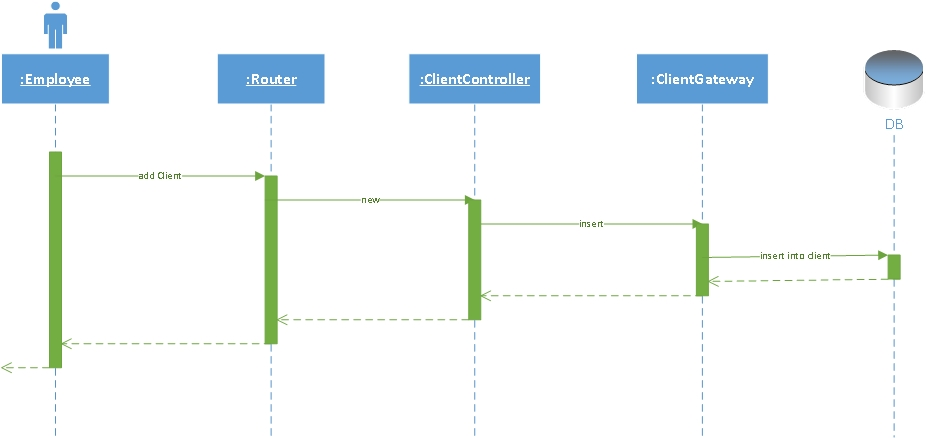 :Employee
:Router
:ClientController
:ClientGateway
DB
add Client
new
insert
insert into client